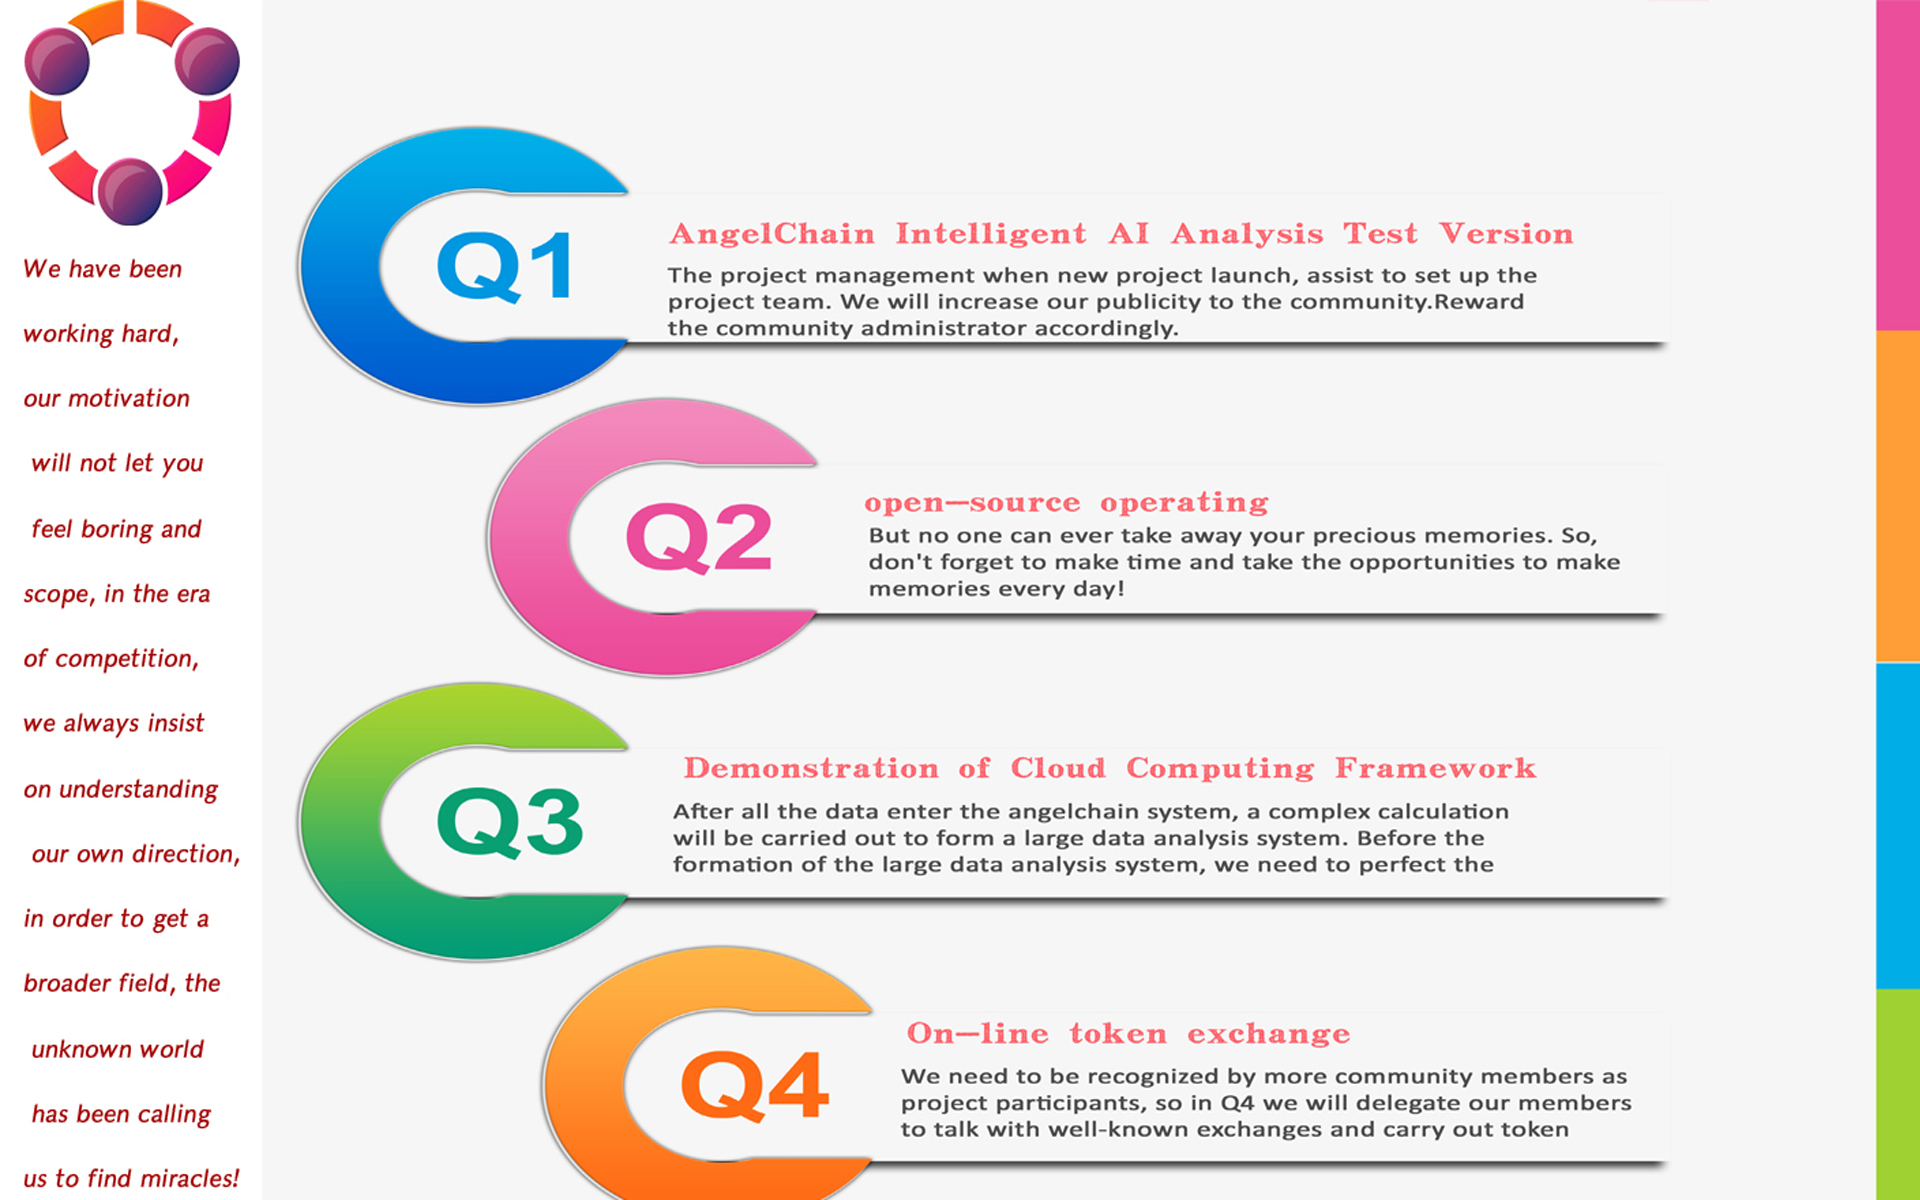 We have been
working hard,
our motivation
will not let you
feel boring and
scope, in the era
of competition,
we always insist
on understanding
our own direction,
in order to get a
broader field, the
unknown world
has been calling
us to find miracles!
Q1
AngelChain Intelligent AI Analysis Test Version
The project management when new project launch, assist to set up the
project team. We will increase our publicity to the community.Reward
the community administrator accordingly.
Q2
open—source operating
But no one can ever take away your precious memories. So,
don't forget to make time and take the opportunities to make
memories every day!
Q3
Demonstration of Cloud Computing Framework
After all the data enter the angelchain system, a complex calculation
will be carried out to form a large data analysis system. Before the
formation of the large data analysis system, we need to perfect the
Q4
On—line token exchange
We need to be recognized by more community members as
project participants, so in Q4 we will delegate our members
to talk with well-known exchanges and carry out token